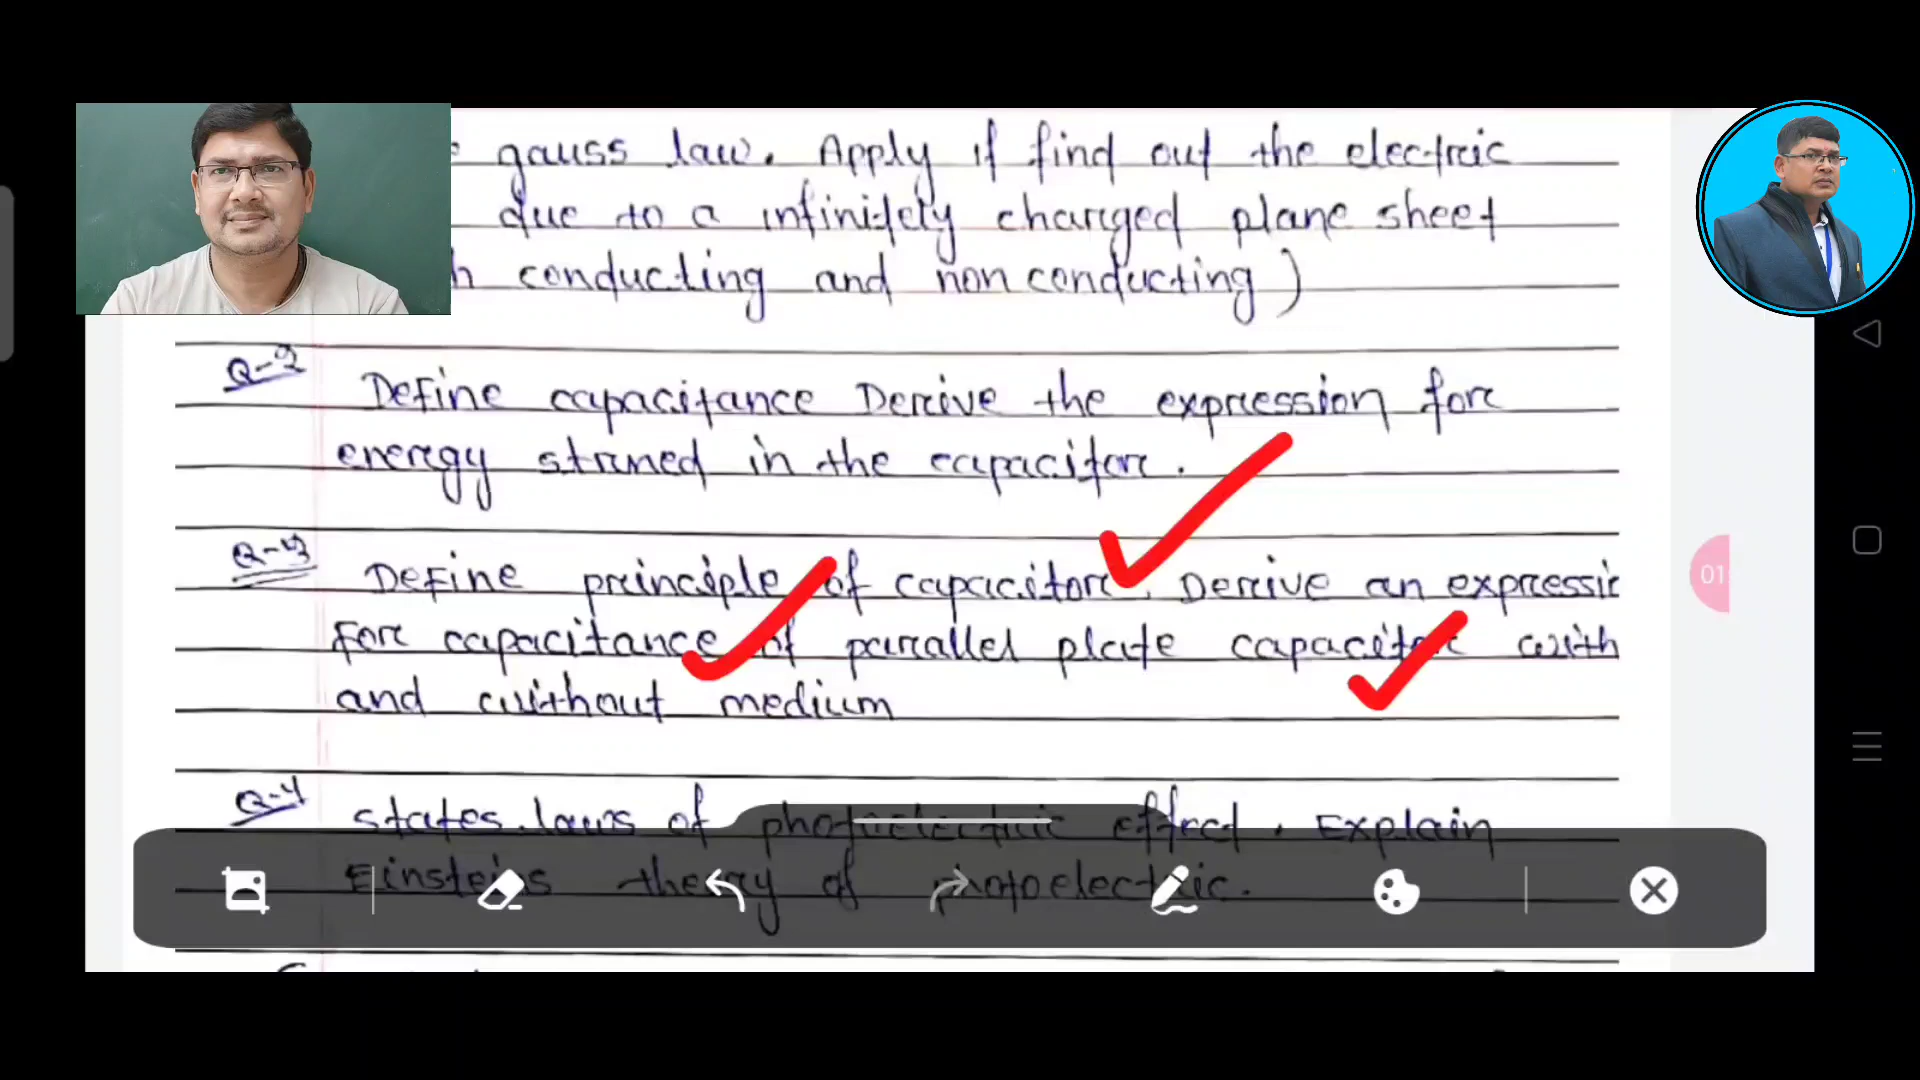 gauss law. Apply it find out the electric
due to a infinitely charged plane sheet
h conducting and non conducting )
Q-2
Define capacitance Derive the expression for
energy strored in the capacitor.
Q-3
Define principle of capacitor. Derive an expressi
For capacitance of parallel plate capacitor with
and without medium
01
Q-4
states laws of photoelectric effect. Explain
Einsteins theory of photoelectric.